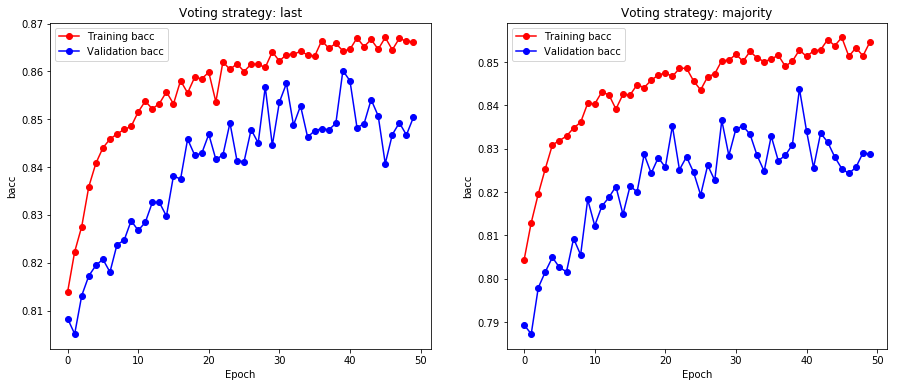 Voting strategy: last
Training bacc
Validation bacc
bacc
0.87
0.86
0.85
0.84
0.83
0.82
0.81
0 10 20 30 40 50
Epoch
Voting strategy: majority
Training bacc
Validation bacc
bacc
0.85
0.84
0.83
0.82
0.81
0.80
0.79
0 10 20 30 40 50
Epoch